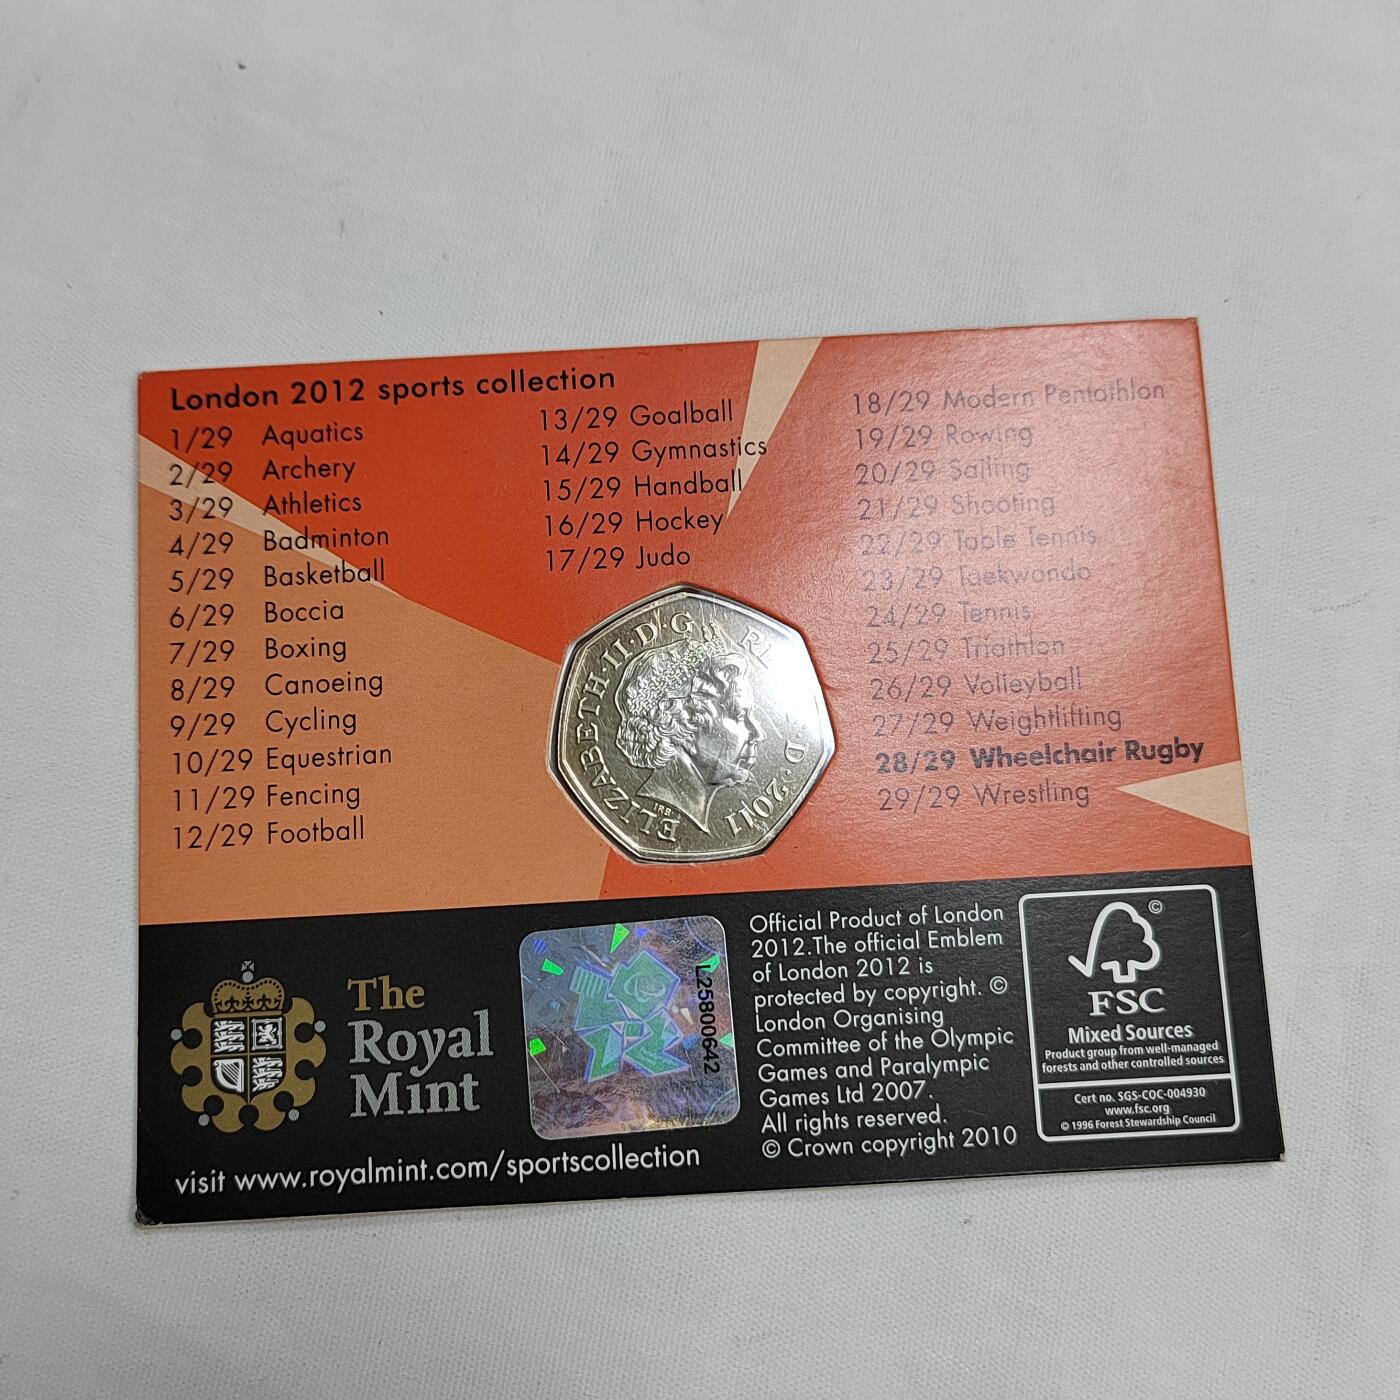 London 2012 sports collection
1/29 Aquatics
2/29 Archery
3/29 Athletics
4/29 Badminton
5/29 Basketball
6/29 Boccia
7/29 Boxing
8/29 Canoeing
9/29 Cycling
10/29 Equestrian
11/29 Fencing
12/29 Football
13/29 Goalball
14/29 Gymnastics
15/29 Handball
16/29 Hockey
17/29 Judo
18/29 Modern Pentathlon
19/29 Rowing
20/29 Sailing
21/29 Shooting
22/29 Table Tennis
23/29 Taekwondo
24/29 Tennis
25/29 Triathlon
26/29 Volleyball
27/29 Weightlifting
28/29 Wheelchair Rugby
29/29 Wrestling
ELIZABETH·II·D·G D·2011
IRB
The
Royal
Mint
visit www.royalmint.com/sportscollection
L25800642
Official Product of London
2012.The official Emblem
of London 2012 is
protected by copyright. ©
London Organising
Committee of the Olympic
Games and Paralympic
Games Ltd 2007.
All rights reserved.
© Crown copyright 2010
©
FSC
Mixed Sources
Product group from well-managed
forests and other controlled sources
Cert no. SGS-COC-004930
www.fsc.org
© 1996 Forest Stewardship Council